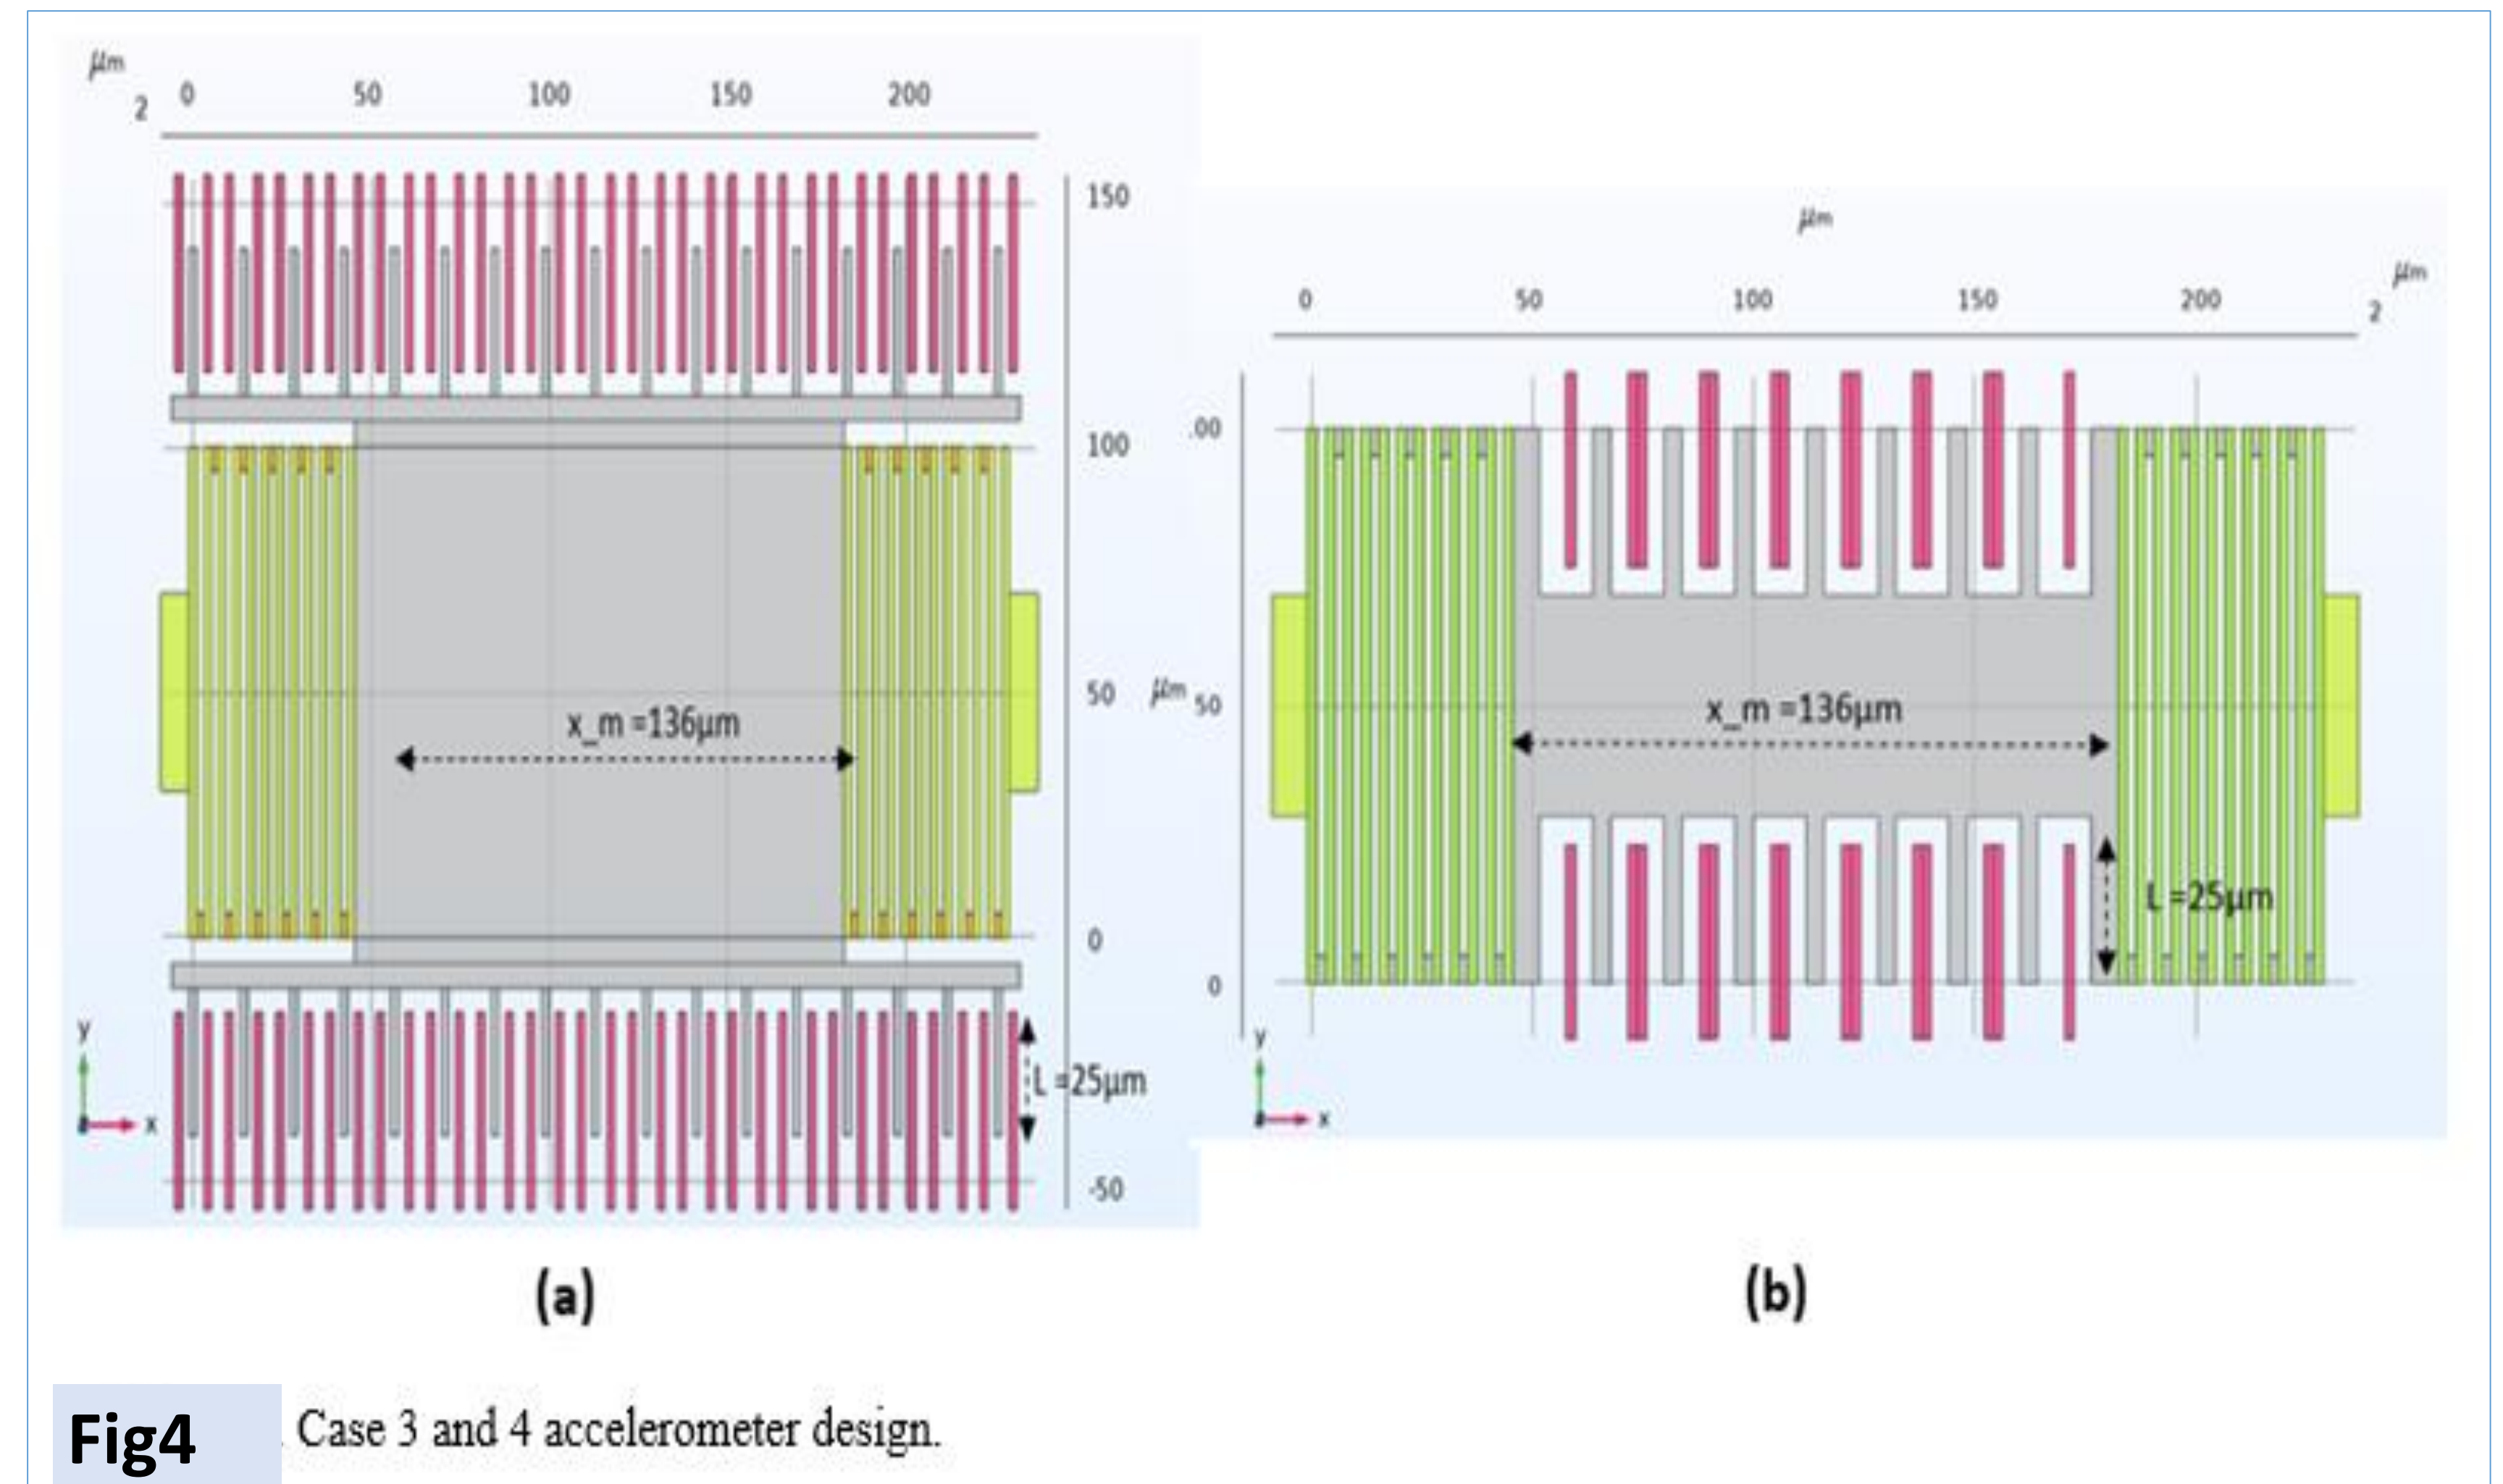 μm
2 0 50 100 150 200
150
100
x_m =136μm
50 μm
0
L =25μm
-50
y
x
(a)
μm
μm
0 50 100 150 200 2
.00
x_m =136μm
50
L =25μm
0
y
x
(b)
Fig4 . Case 3 and 4 accelerometer design.